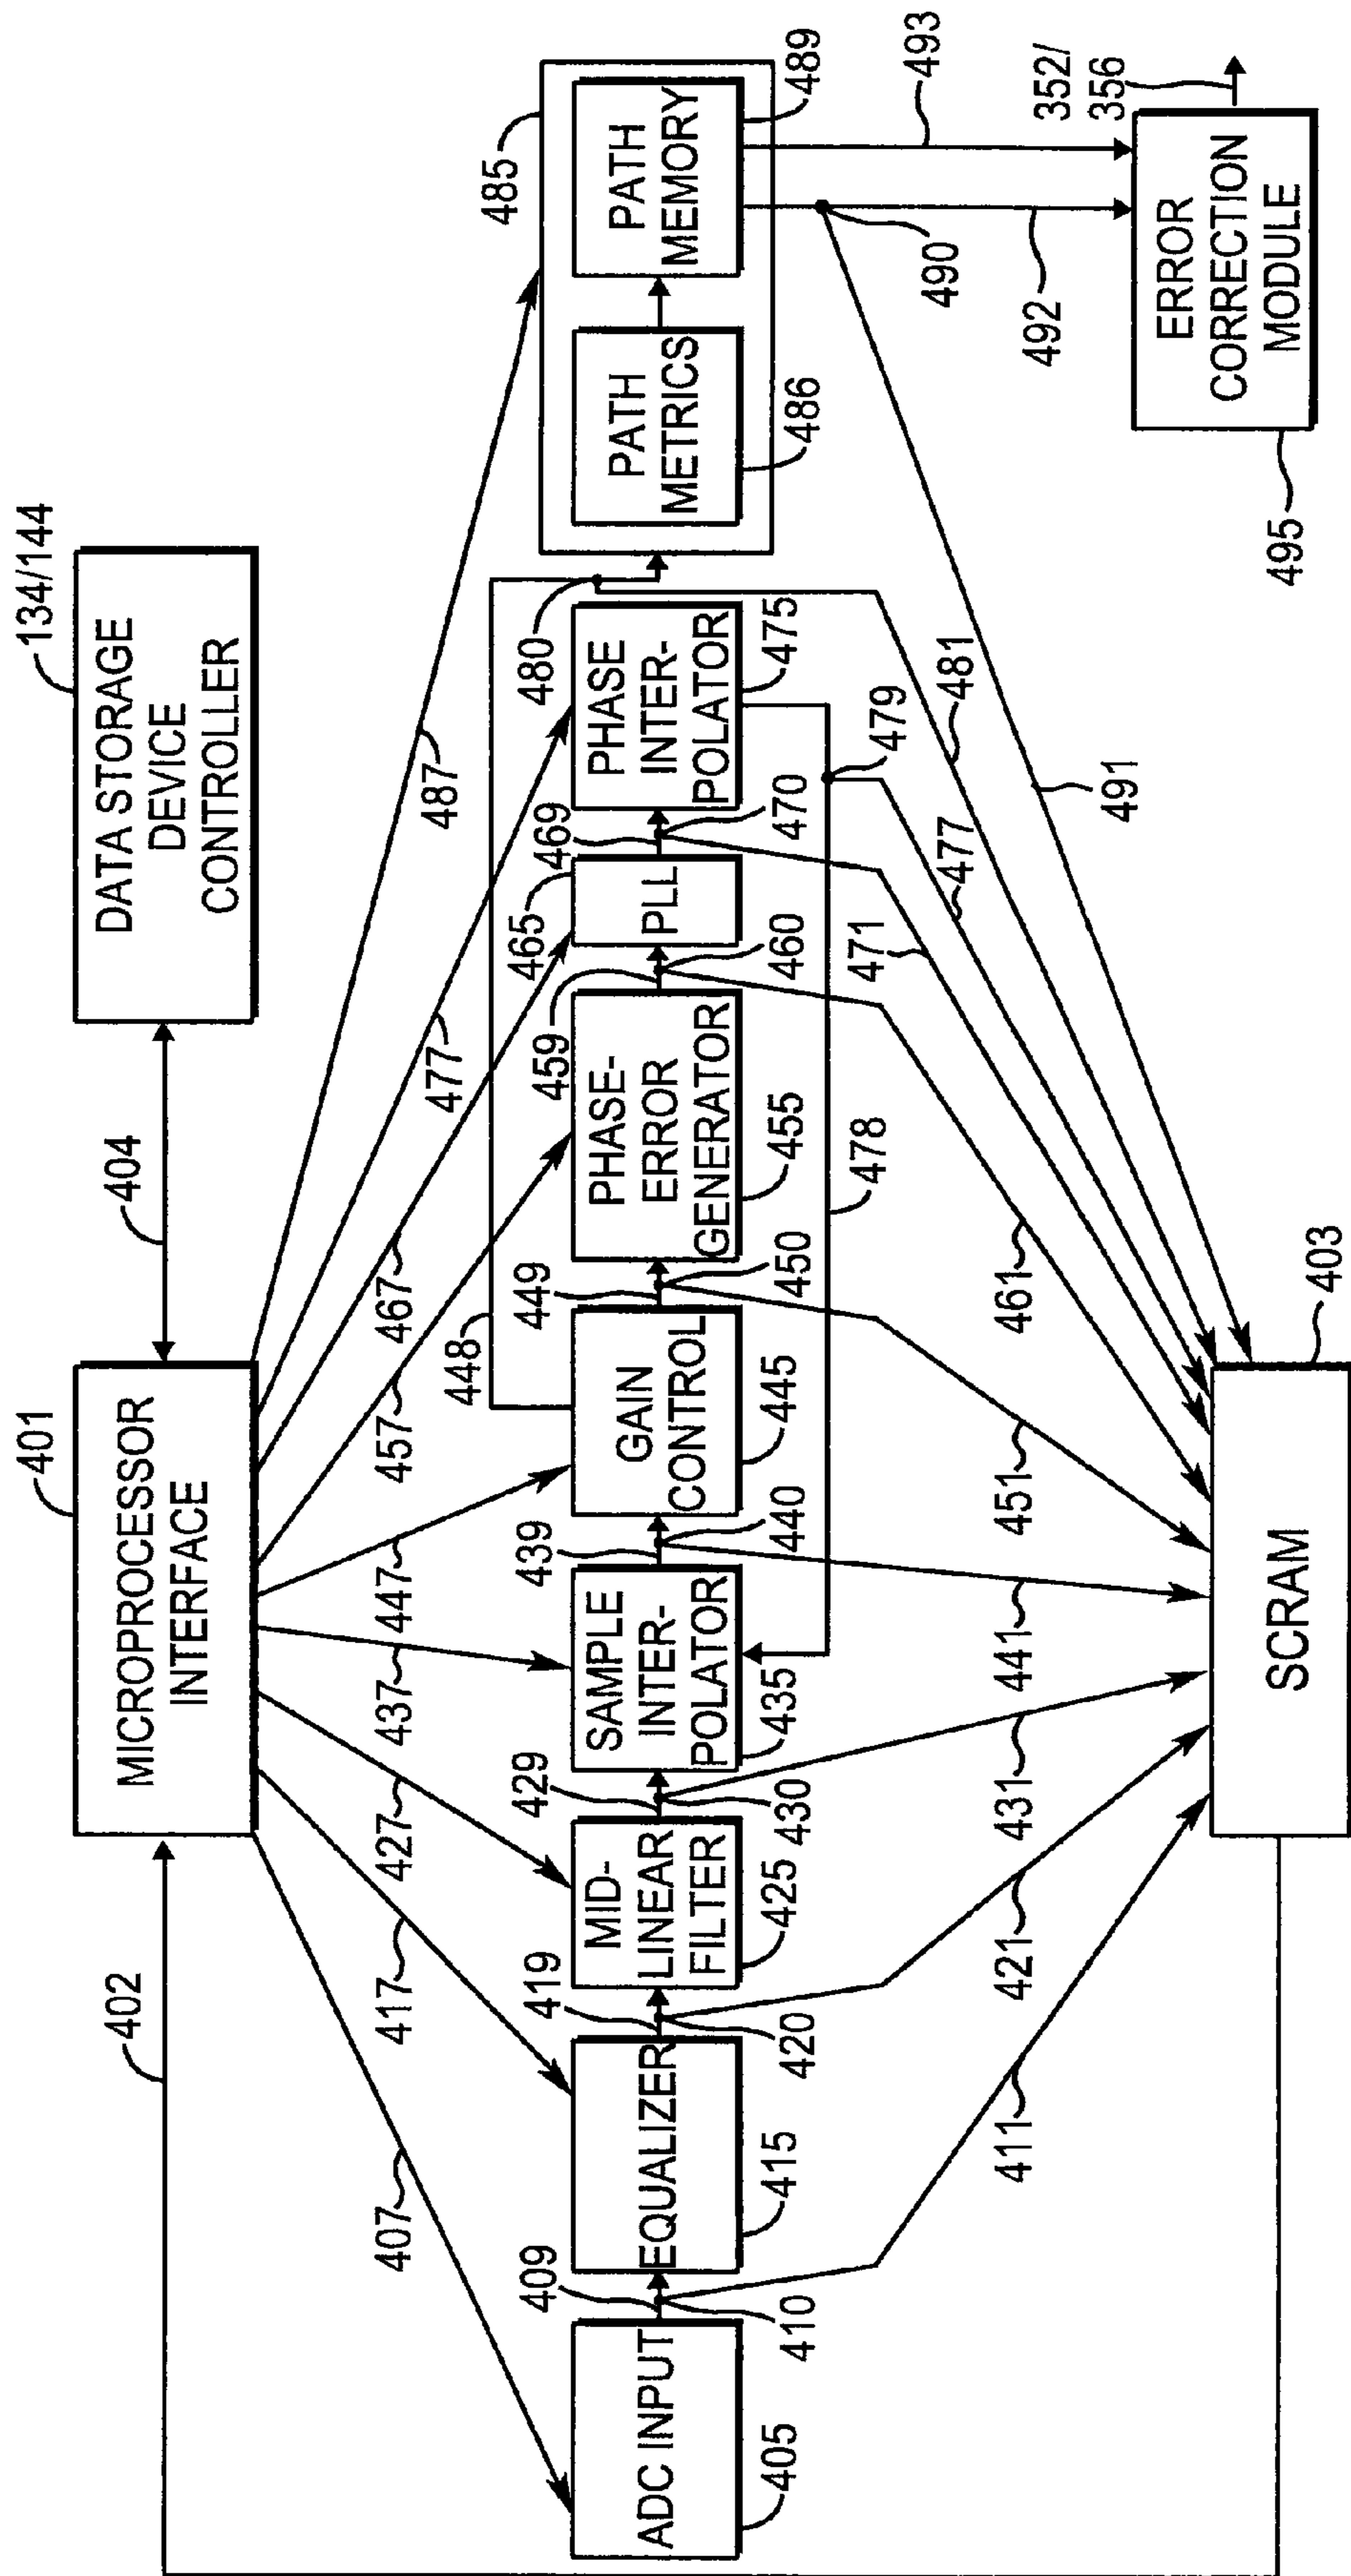 134/144
DATA STORAGE
DEVICE
CONTROLLER
404
401
MICROPROCESSOR
INTERFACE
402
407
417
427
437
447
457
467
477
487
448
409
419
429
439
449
459
465
469
480
485
ADC INPUT
EQUALIZER
MID-
LINEAR
FILTER
SAMPLE
INTER-
POLATOR
GAIN
CONTROL
PHASE-
ERROR
GENERATOR
PLL
PHASE
INTER-
POLATOR
PATH
METRICS
PATH
MEMORY
405
410
415
420
425
430
435
440
445
450
455
460
470
475
486
489
478
479
490
492
493
411
421
431
441
451
461
471
477
481
491
403
SCRAM
352/
356
ERROR
CORRECTION
MODULE
495